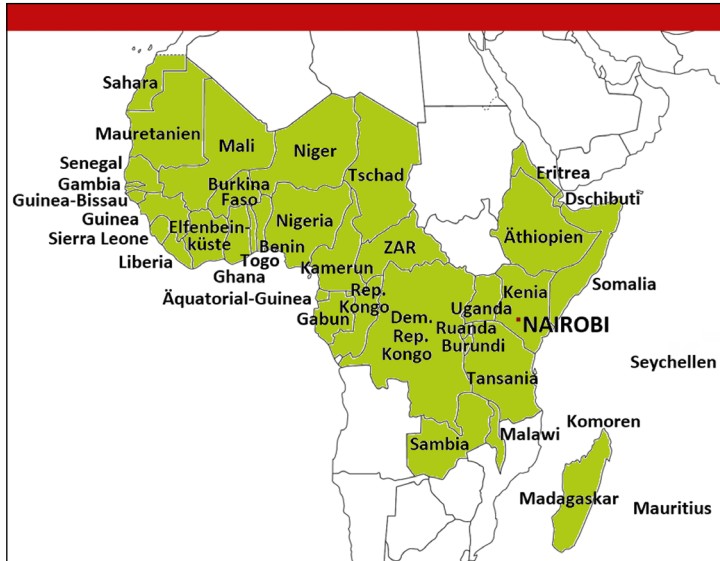 Sahara
Mauretanien
Mali
Niger
Tschad
Eritrea
Senegal
Gambia
Guinea-Bissau
Guinea
Sierra Leone
Liberia
Burkina
Faso
Elfenbein-
küste
Nigeria
Benin
Togo
Ghana
Dschibuti
Äthiopien
ZAR
Kamerun
Äquatorial-Guinea
Gabun
Rep.
Kongo
Dem.
Rep.
Kongo
Uganda
Kenia
Somalia
NAIROBI
Ruanda
Burundi
Tansania
Seychellen
Sambia
Malawi
Komoren
Madagaskar
Mauritius